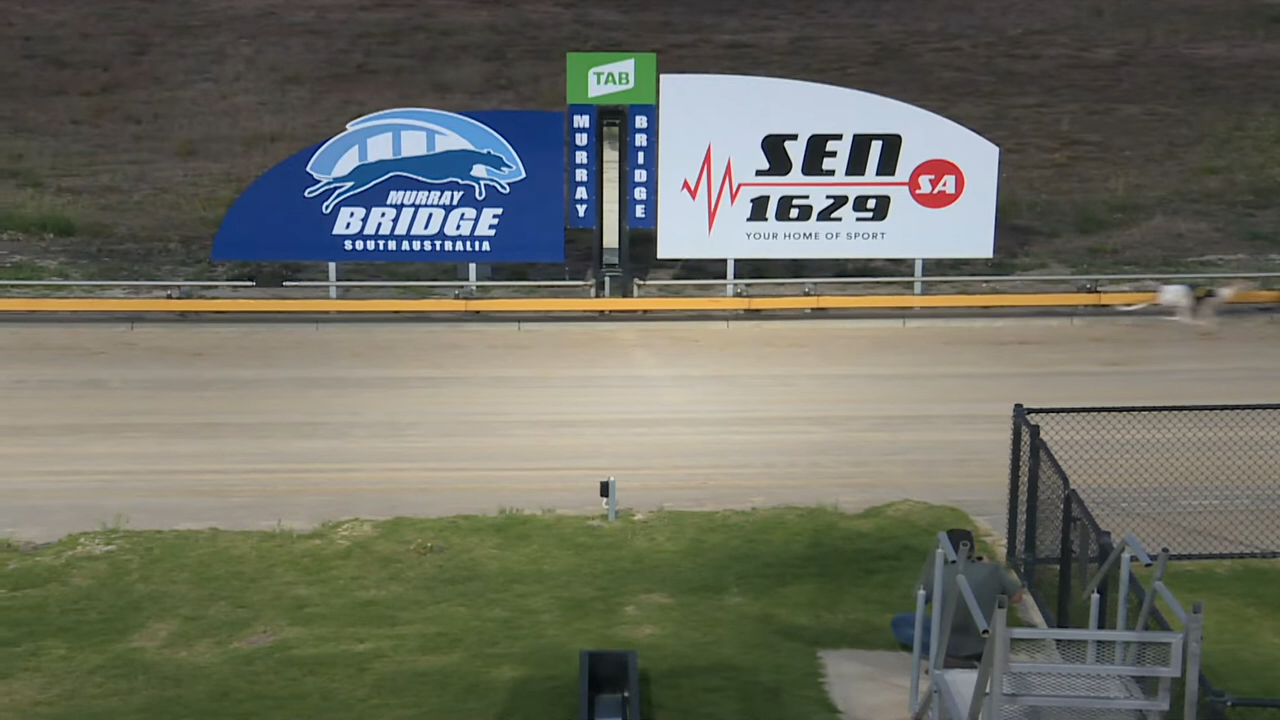 TAB
MURRAY
BRIDGE
MURRAY
BRIDGE
SOUTH AUSTRALIA
SEN
SA
1629
YOUR HOME OF SPORT